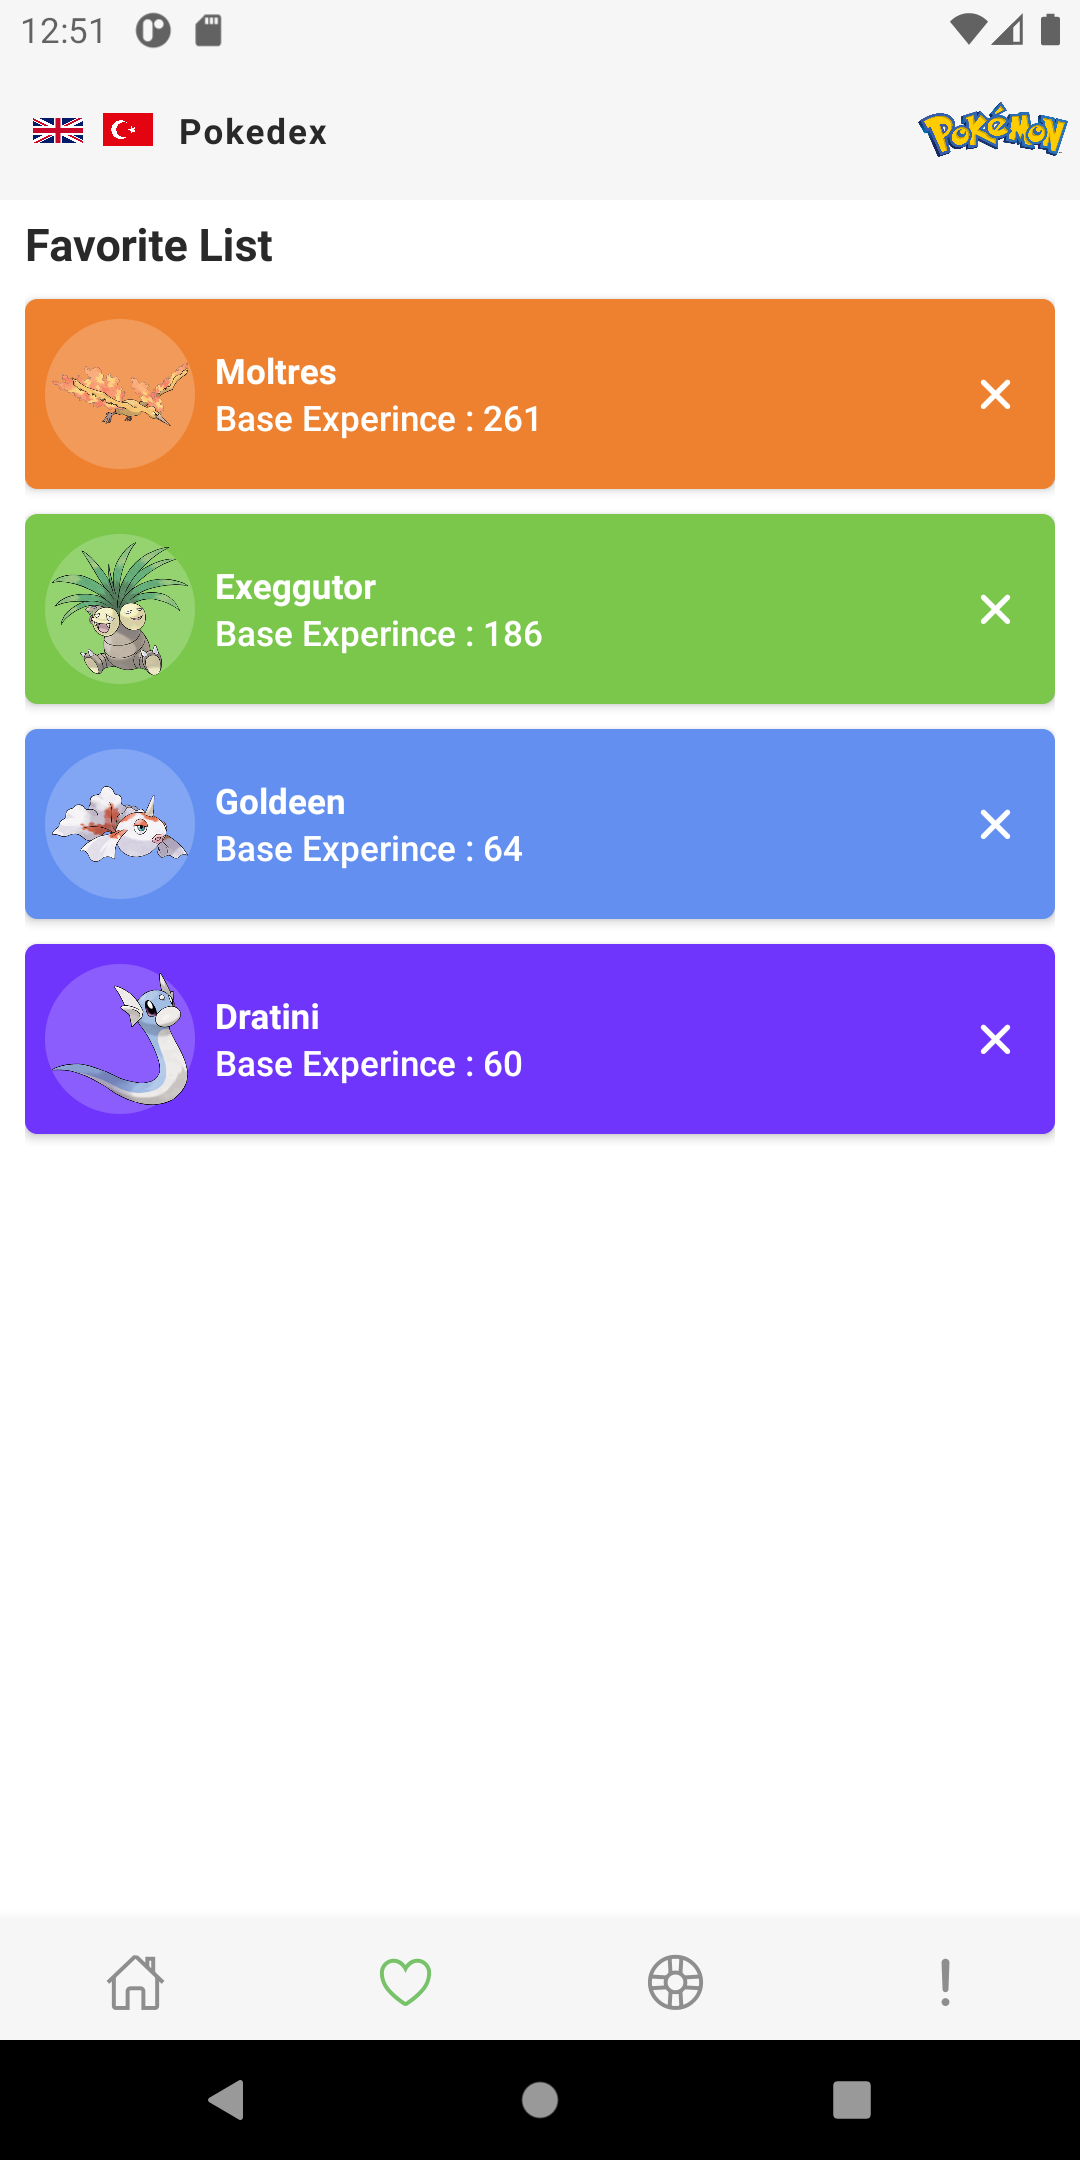 12:51
Pokedex
POKéMON
Favorite List
Moltres
Base Experince : 261
Exeggutor
Base Experince : 186
Goldeen
Base Experince : 64
Dratini
Base Experince : 60